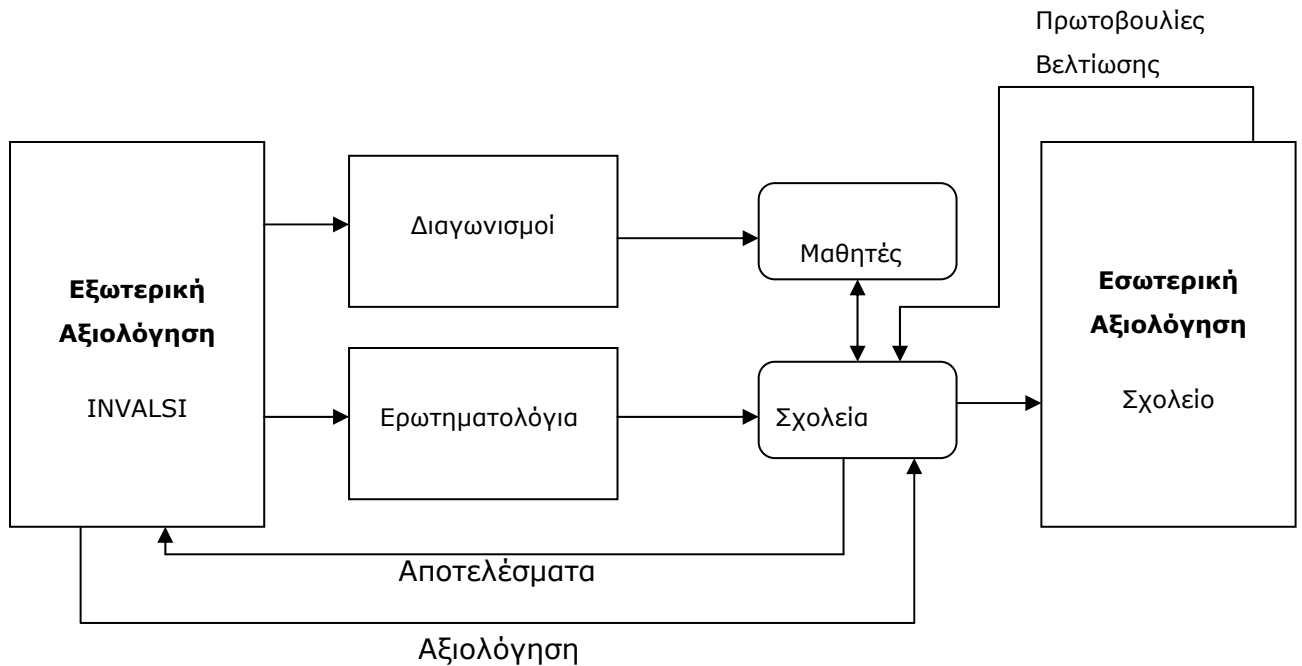 Πρωτοβουλίες
Βελτίωσης
Εξωτερική
Αξιολόγηση
INVALSI
Διαγωνισμοί
Ερωτηματολόγια
Μαθητές
Σχολεία
Εσωτερική
Αξιολόγηση
Σχολείο
Αποτελέσματα
Αξιολόγηση